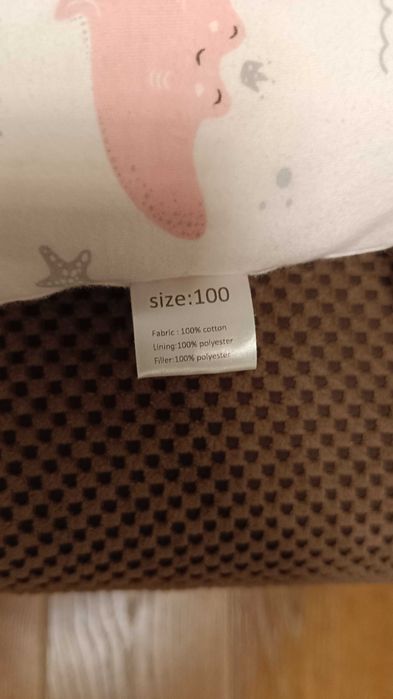 size:100
Fabric : 100% cotton
Lining:100% polyester
Filler:100% polyester